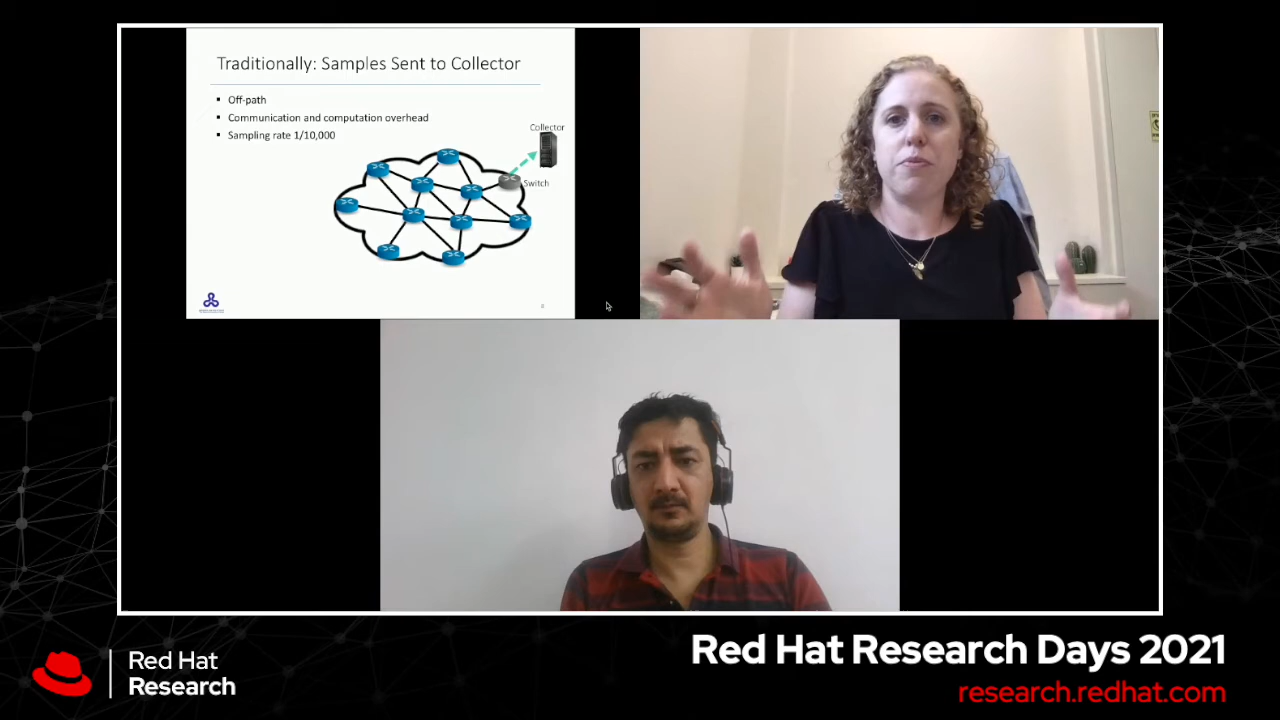 Traditionally: Samples Sent to Collector
Off-path
Communication and computation overhead
Sampling rate 1/10,000
Collector
Switch
Red Hat
Research
Red Hat Research Days 2021
research.redhat.com